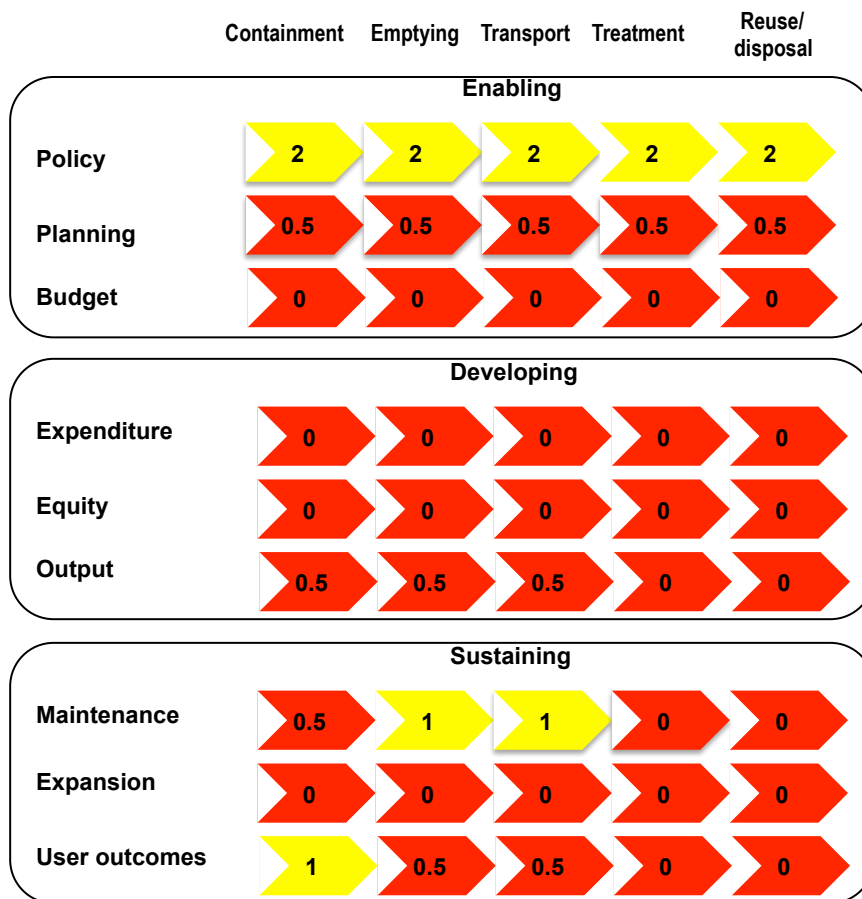 Containment Emptying Transport Treatment Reuse/
disposal
Enabling
Policy 2 2 2 2 2
Planning 0.5 0.5 0.5 0.5 0.5
Budget 0 0 0 0 0
Developing
Expenditure 0 0 0 0 0
Equity 0 0 0 0 0
Output 0.5 0.5 0.5 0 0
Sustaining
Maintenance 0.5 1 1 0 0
Expansion 0 0 0 0 0
User outcomes 1 0.5 0.5 0 0